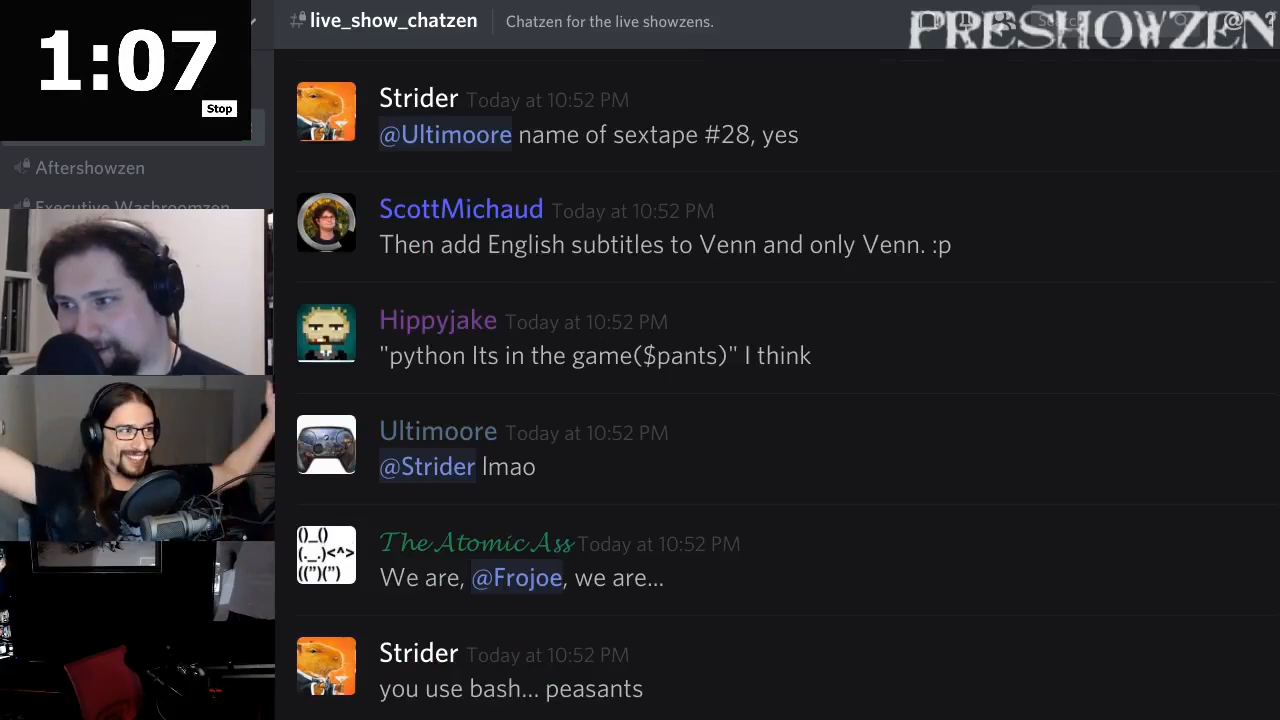 1:07
Stop
live_show_chatzen
Chatzen for the live showzens.
PRESHOWZEN
Aftershowzen
Executive Washroomzen
Strider Today at 10:52 PM
@Ultimoore name of sextape #28, yes
ScottMichaud Today at 10:52 PM
Then add English subtitles to Venn and only Venn. :p
Hippyjake Today at 10:52 PM
"python Its in the game($pants)" I think
Ultimoore Today at 10:52 PM
@Strider lmao
()_()
(._.)<^>
((")(")
The Atomic Ass Today at 10:52 PM
We are, @Frojoe, we are...
Strider Today at 10:52 PM
you use bash... peasants